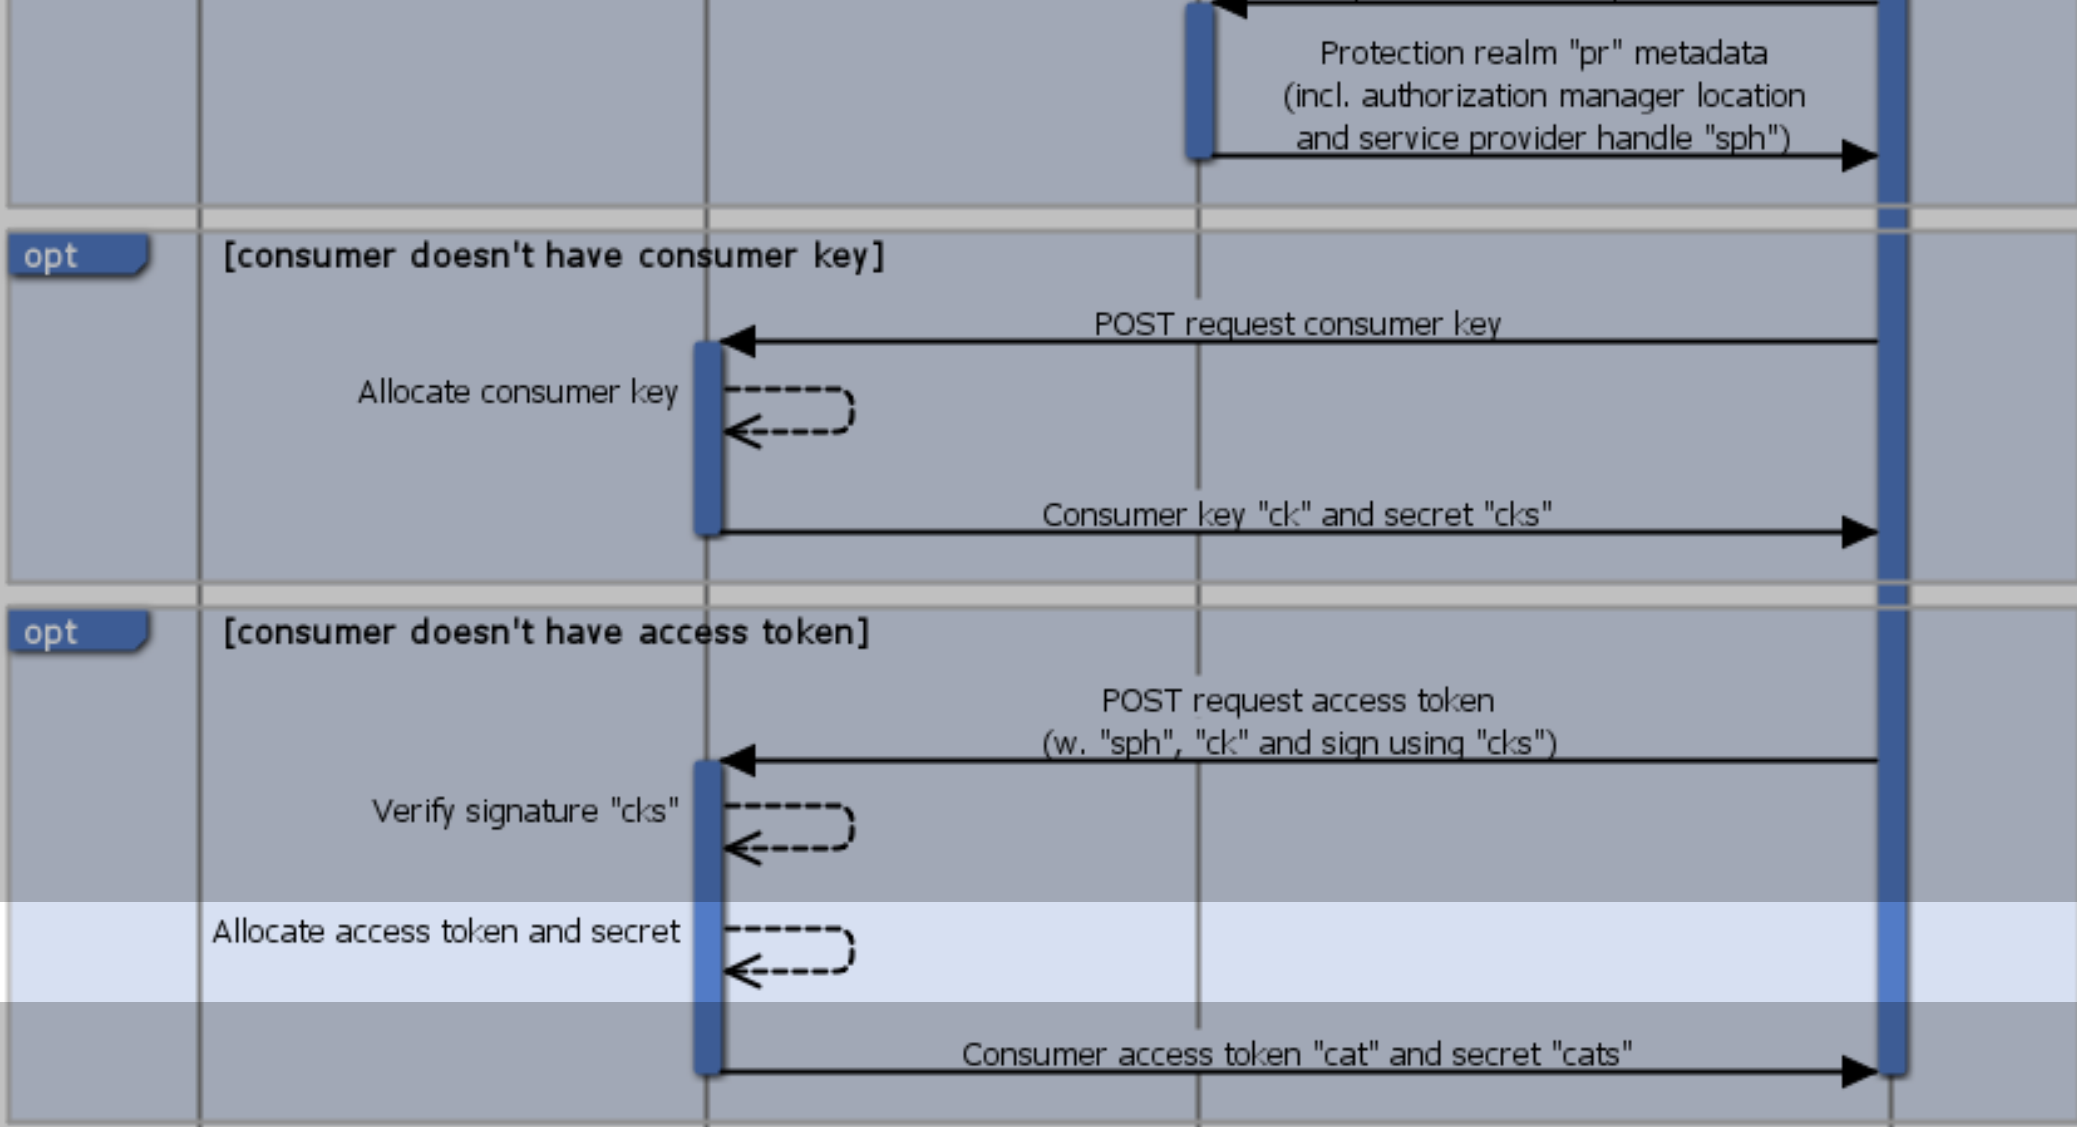 Protection realm "pr" metadata
(incl. authorization manager location
and service provider handle "sph")
opt
[consumer doesn't have consumer key]
POST request consumer key
Allocate consumer key
Consumer key "ck" and secret "cks"
opt
[consumer doesn't have access token]
POST request access token
(w. "sph", "ck" and sign using "cks")
Verify signature "cks"
Allocate access token and secret
Consumer access token "cat" and secret "cats"